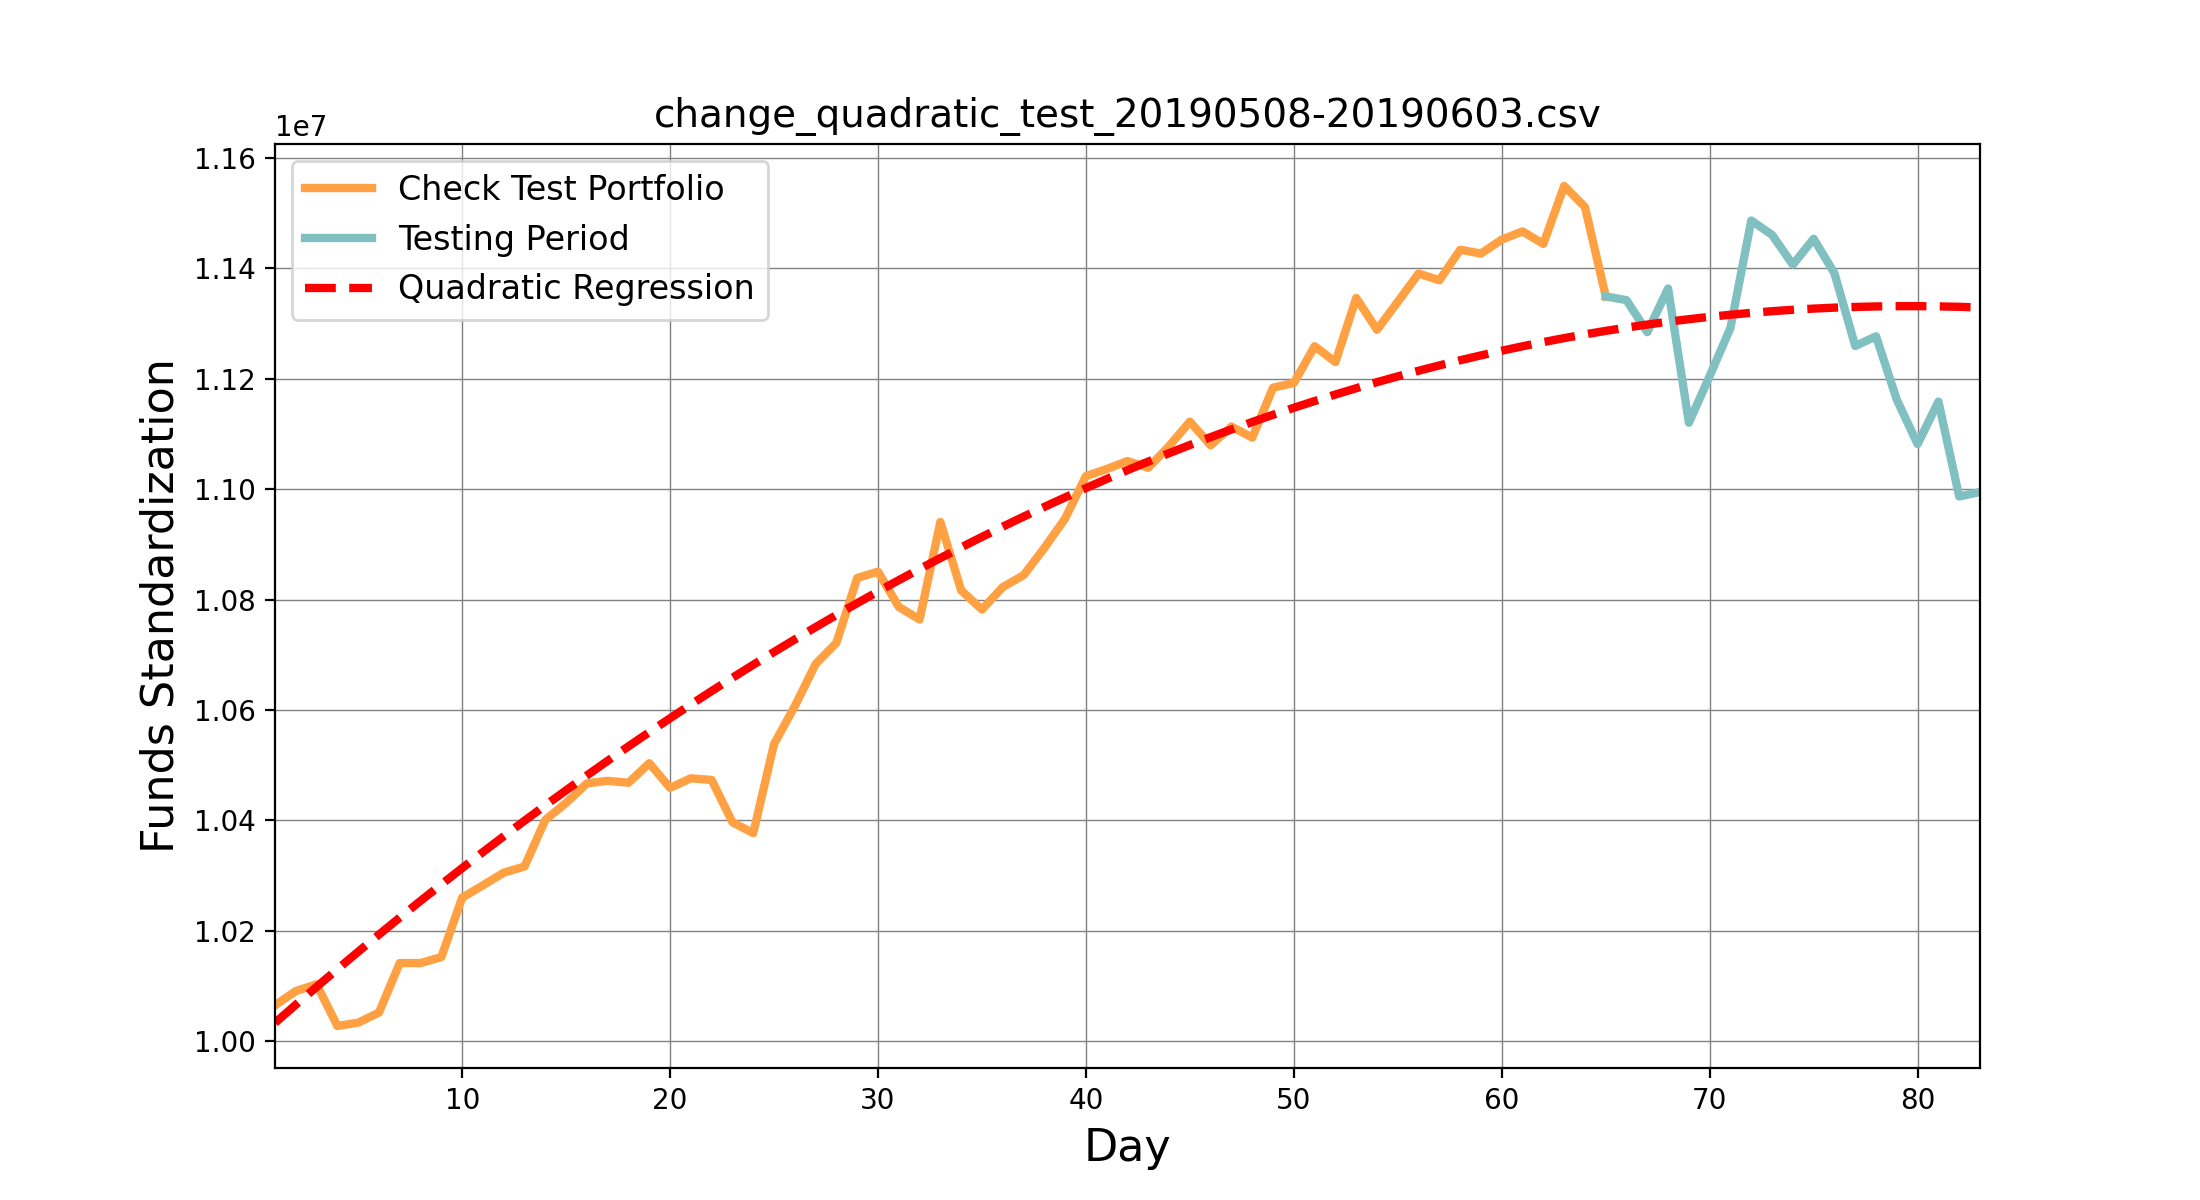 change_quadratic_test_20190508-20190603.csv
1e7
Check Test Portfolio
Testing Period
Quadratic Regression
Funds Standardization
1.16
1.14
1.12
1.10
1.08
1.06
1.04
1.02
1.00
10 20 30 40 50 60 70 80
Day